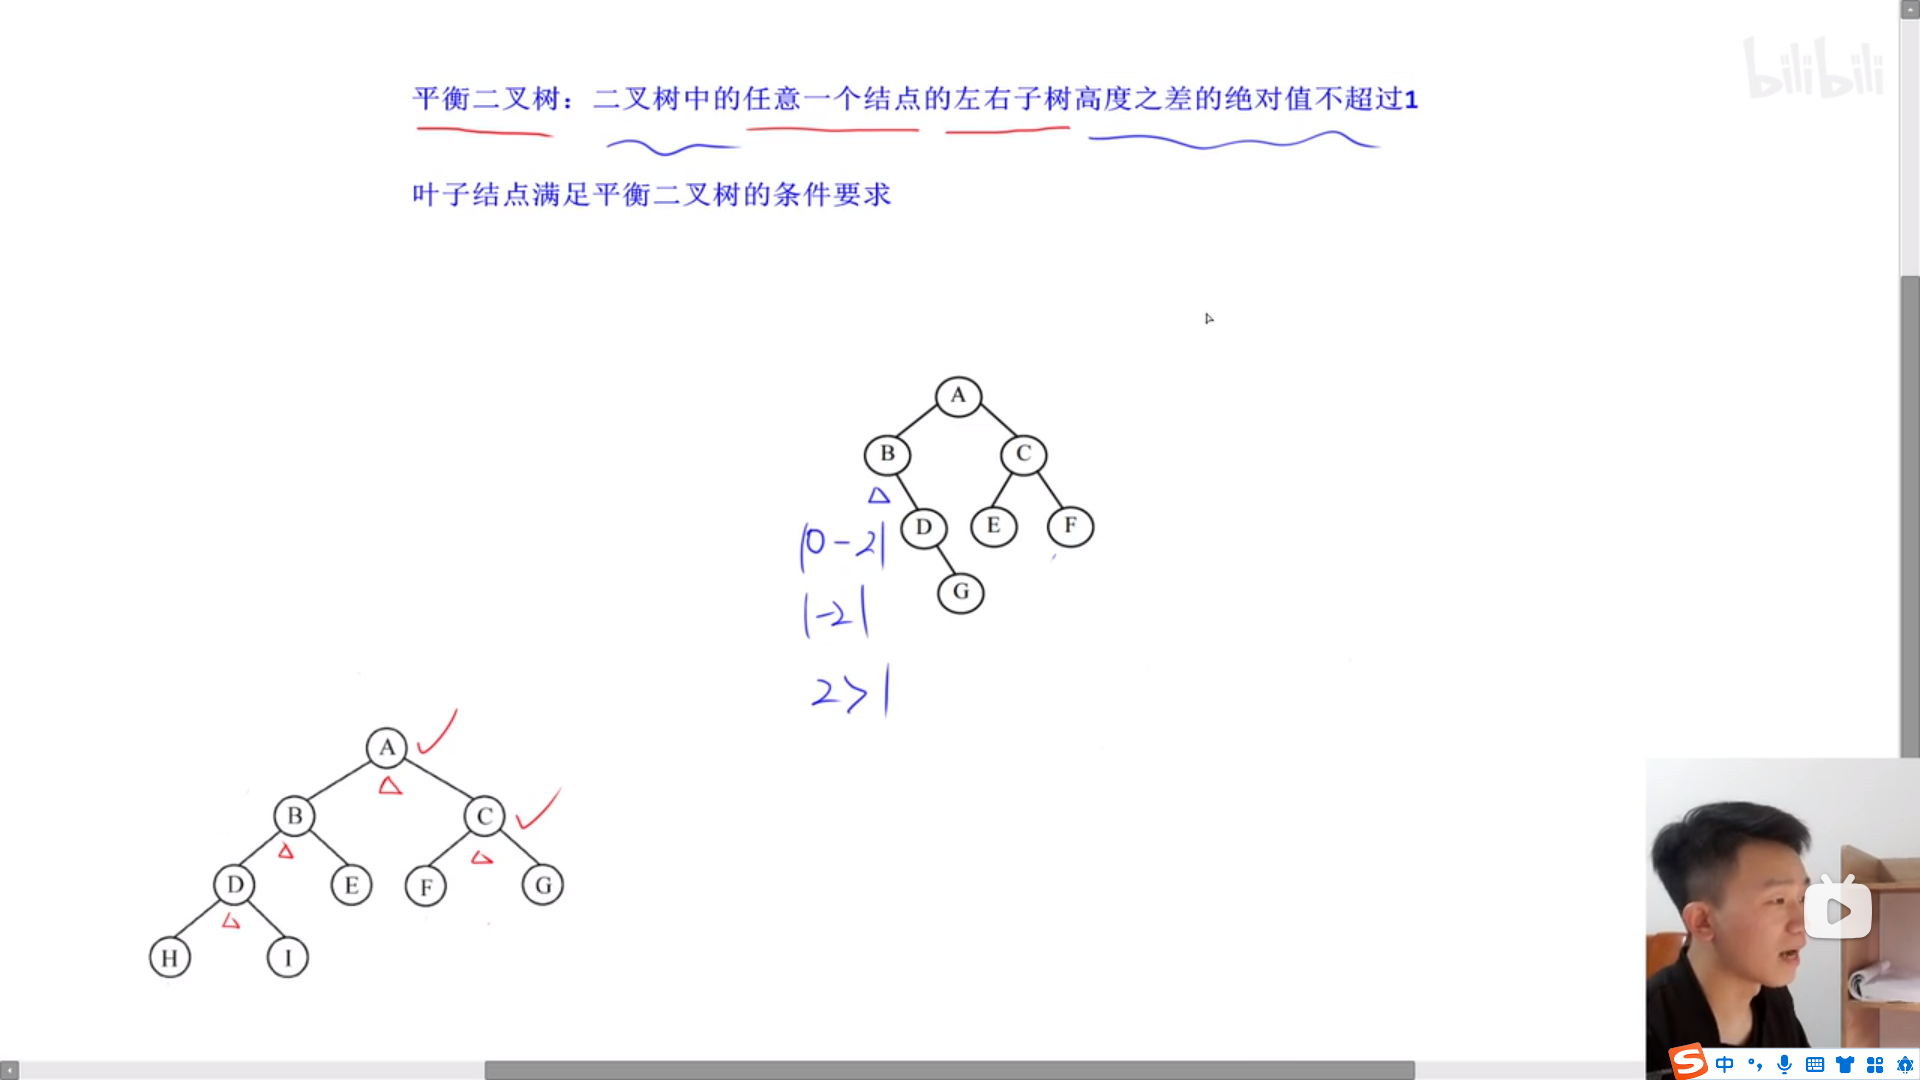 bilibili
平衡二叉树：二叉树中的任意一个结点的左右子树高度之差的绝对值不超过1
叶子结点满足平衡二叉树的条件要求
A
B
C
D
E
F
G
|0-2|
|-2|
2>1
A
B
C
D
E
F
G
H
I
S
中